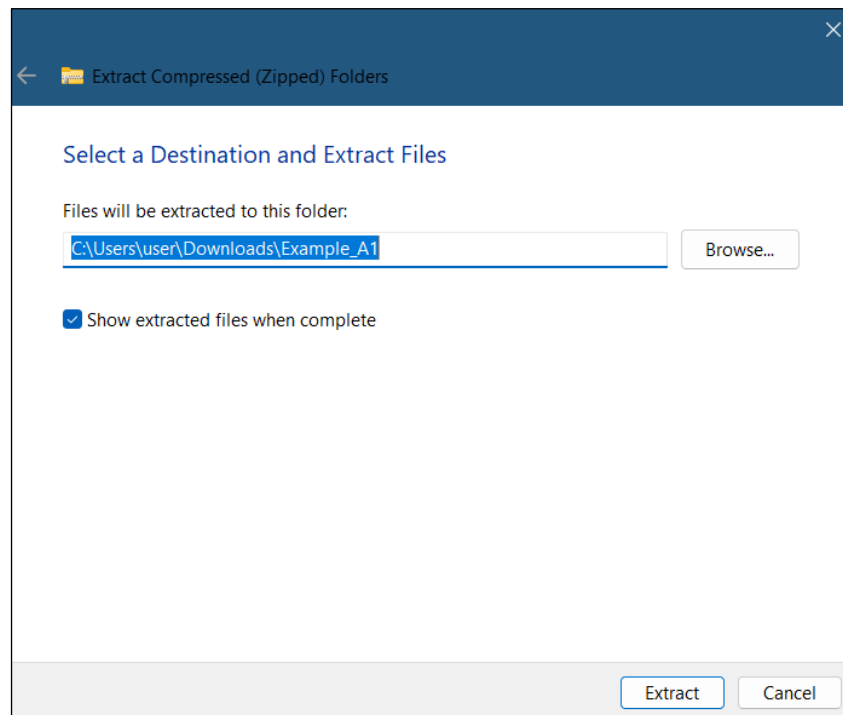 Extract Compressed (Zipped) Folders
Select a Destination and Extract Files
Files will be extracted to this folder:
C:\Users\user\Downloads\Example_A1
Browse...
Show extracted files when complete
Extract
Cancel